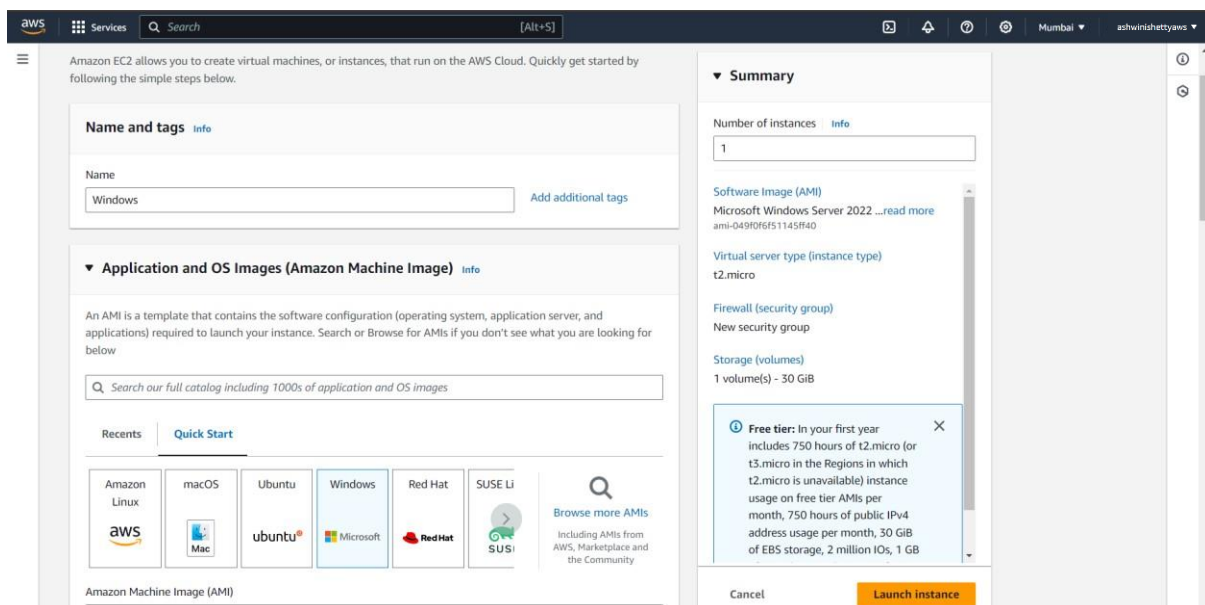 aws
Services
Search
[Alt+S]
Mumbai
ashwinishettyaws
Amazon EC2 allows you to create virtual machines, or instances, that run on the AWS Cloud. Quickly get started by
following the simple steps below.
Name and tags Info
Name
Windows
Add additional tags
Application and OS Images (Amazon Machine Image) Info
An AMI is a template that contains the software configuration (operating system, application server, and
applications) required to launch your instance. Search or Browse for AMIs if you don't see what you are looking for
below
Search our full catalog including 1000s of application and OS images
Recents
Quick Start
Amazon
Linux
aws
macOS
Mac
Ubuntu
ubuntu®
Windows
Microsoft
Red Hat
Red Hat
SUSE Li
SUS
Browse more AMIs
Including AMIs from
AWS, Marketplace and
the Community
Amazon Machine Image (AMI)
Summary
Number of instances Info
1
Software Image (AMI)
Microsoft Windows Server 2022 ...read more
ami-049f0f6f51145ff40
Virtual server type (instance type)
t2.micro
Firewall (security group)
New security group
Storage (volumes)
1 volume(s) - 30 GiB
Free tier: In your first year
includes 750 hours of t2.micro (or
t3.micro in the Regions in which
t2.micro is unavailable) instance
usage on free tier AMIs per
month, 750 hours of public IPv4
address usage per month, 30 GiB
of EBS storage, 2 million IOs, 1 GB
Cancel
Launch instance